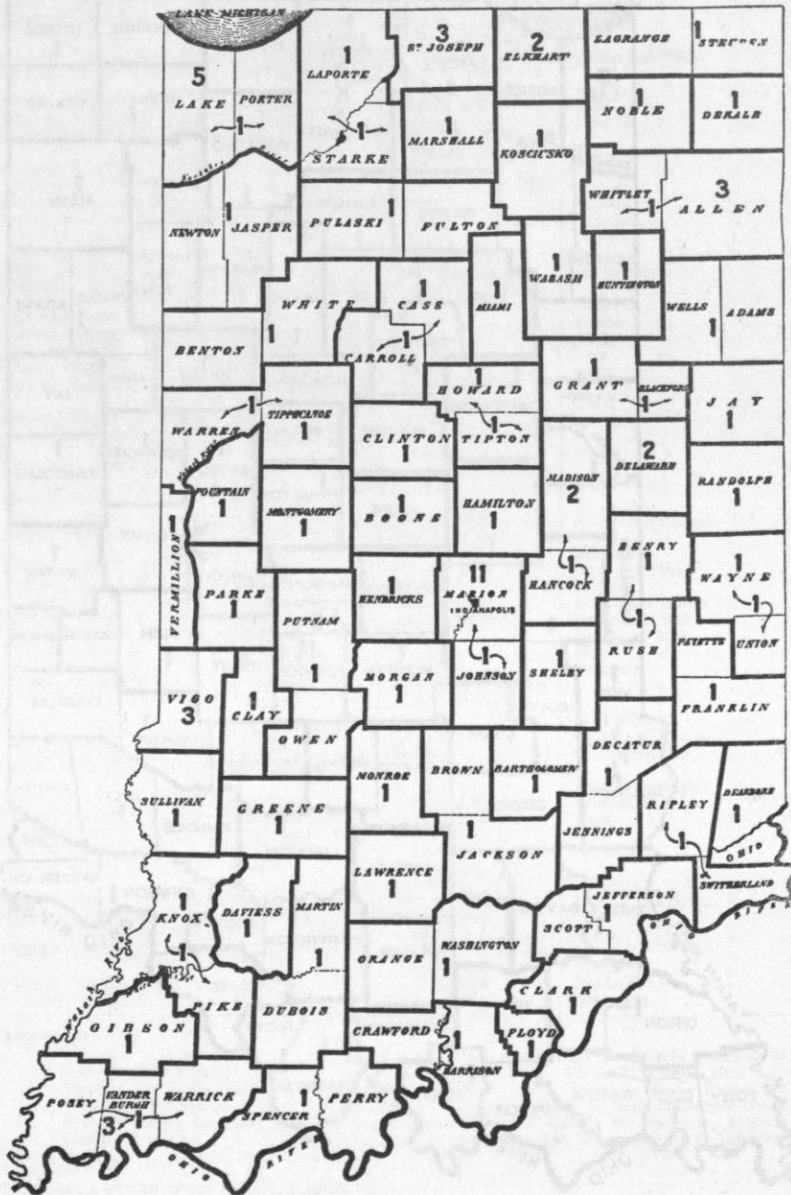 LAKE MICHIGAN
5
LAKE
PORTER
1
1
LAPORTE
3
ST JOSEPH
2
ELKHART
LAGRANGE
1
STEUBEN
1
STARKE
1
MARSHALL
1
KOSCIUSKO
1
NOBLE
1
DEKALB
NEWTON
1
JASPER
PULASKI
1
FULTON
WHITLEY
1
3
ALLEN
WHITE
1
BENTON
1
CASS
1
CARROLL
1
MIAMI
1
WABASH
1
HUNTINGTON
WELLS
1
ADAMS
1
WARREN
TIPPECANOE
1
1
HOWARD
1
TIPTON
1
GRANT
BLACKFORD
1
JAY
1
CLINTON
1
FOUNTAIN
1
MONTGOMERY
1
BOONE
1
HAMILTON
1
MADISON
2
2
DELAWARE
RANDOLPH
1
1
VERMILLION
PARKE
1
PUTNAM
1
1
HENDRICKS
11
MARION
INDIANAPOLIS
1
HANCOCK
HENRY
1
1
RUSH
WAYNE
1
UNION
FAYETTE
1
FRANKLIN
VIGO
3
1
CLAY
OWEN
MORGAN
1
1
JOHNSON
SHELBY
1
SULLIVAN
1
GREENE
1
MONROE
1
BROWN
1
JACKSON
BARTHOLOMEW
1
DECATUR
1
JENNINGS
RIPLEY
1
DEARBORN
1
OHIO
SWITZERLAND
1
KNOX
1
DAVIESS
1
MARTIN
1
LAWRENCE
1
ORANGE
1
WASHINGTON
SCOTT
JEFFERSON
1
OHIO RIVER
GIBSON
1
PIKE
DUBOIS
CRAWFORD
1
HARRISON
CLARK
1
FLOYD
1
POSEY
VANDER
BURGH
3
1
WARRICK
1
SPENCER
PERRY
OHIO RIVER